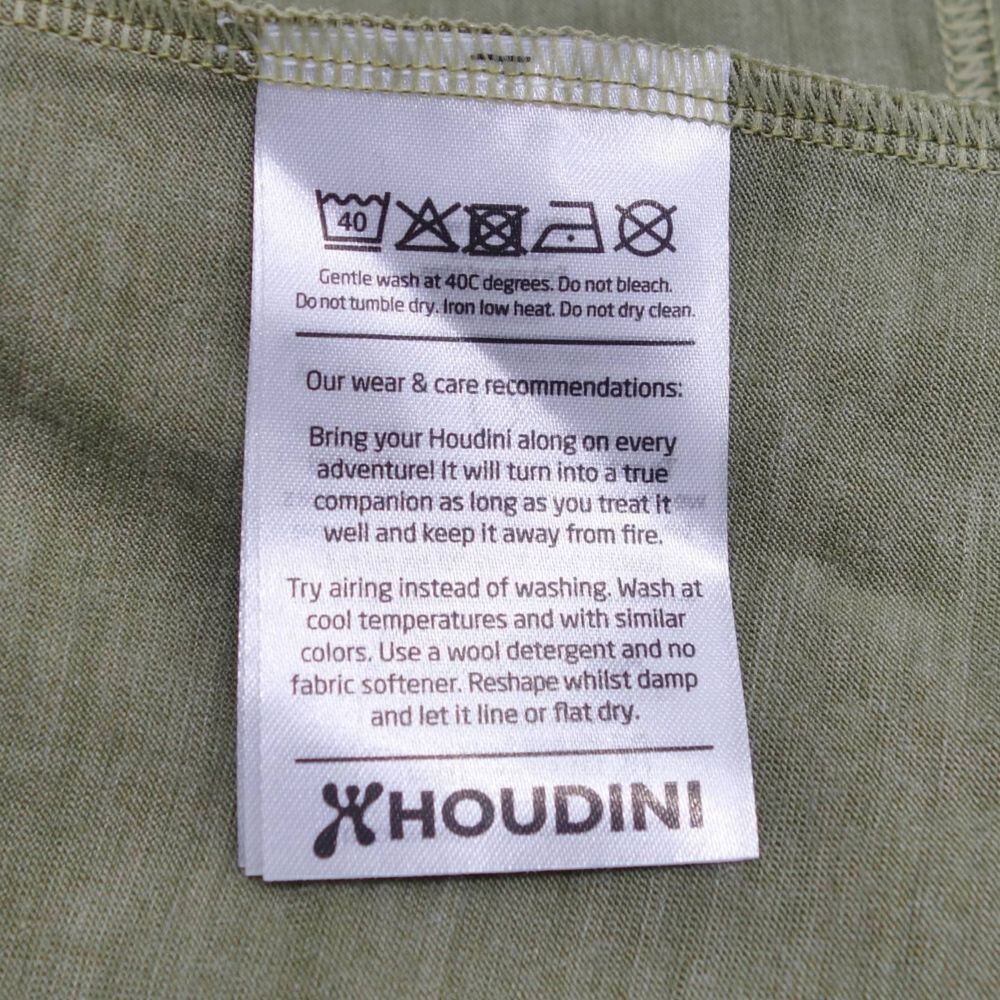 40
Gentle wash at 40C degrees. Do not bleach.
Do not tumble dry. Iron low heat. Do not dry clean.
Our wear & care recommendations:
Bring your Houdini along on every
adventure! It will turn into a true
companion as long as you treat it
well and keep it away from fire.
Try airing instead of washing. Wash at
cool temperatures and with similar
colors. Use a wool detergent and no
fabric softener. Reshape whilst damp
and let it line or flat dry.
HOUDINI